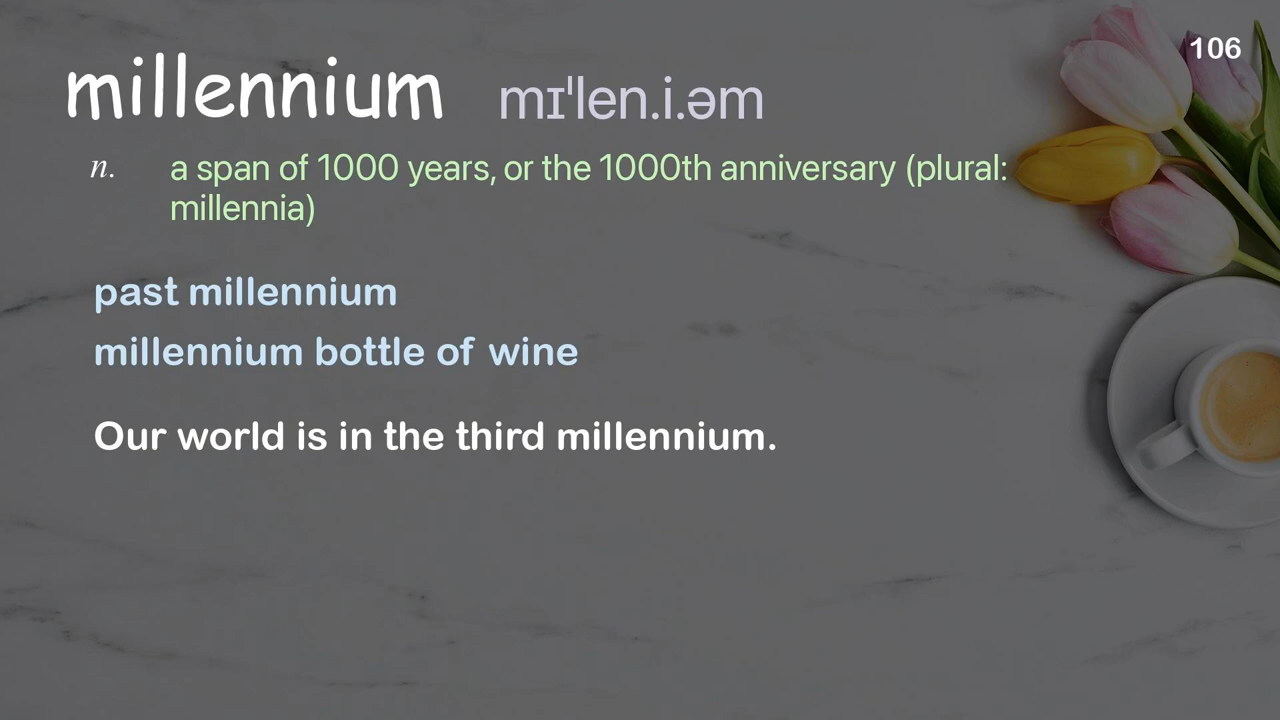 106
millennium mɪˈlen.i.əm
n. a span of 1000 years, or the 1000th anniversary (plural:
millennia)
past millennium
millennium bottle of wine
Our world is in the third millennium.